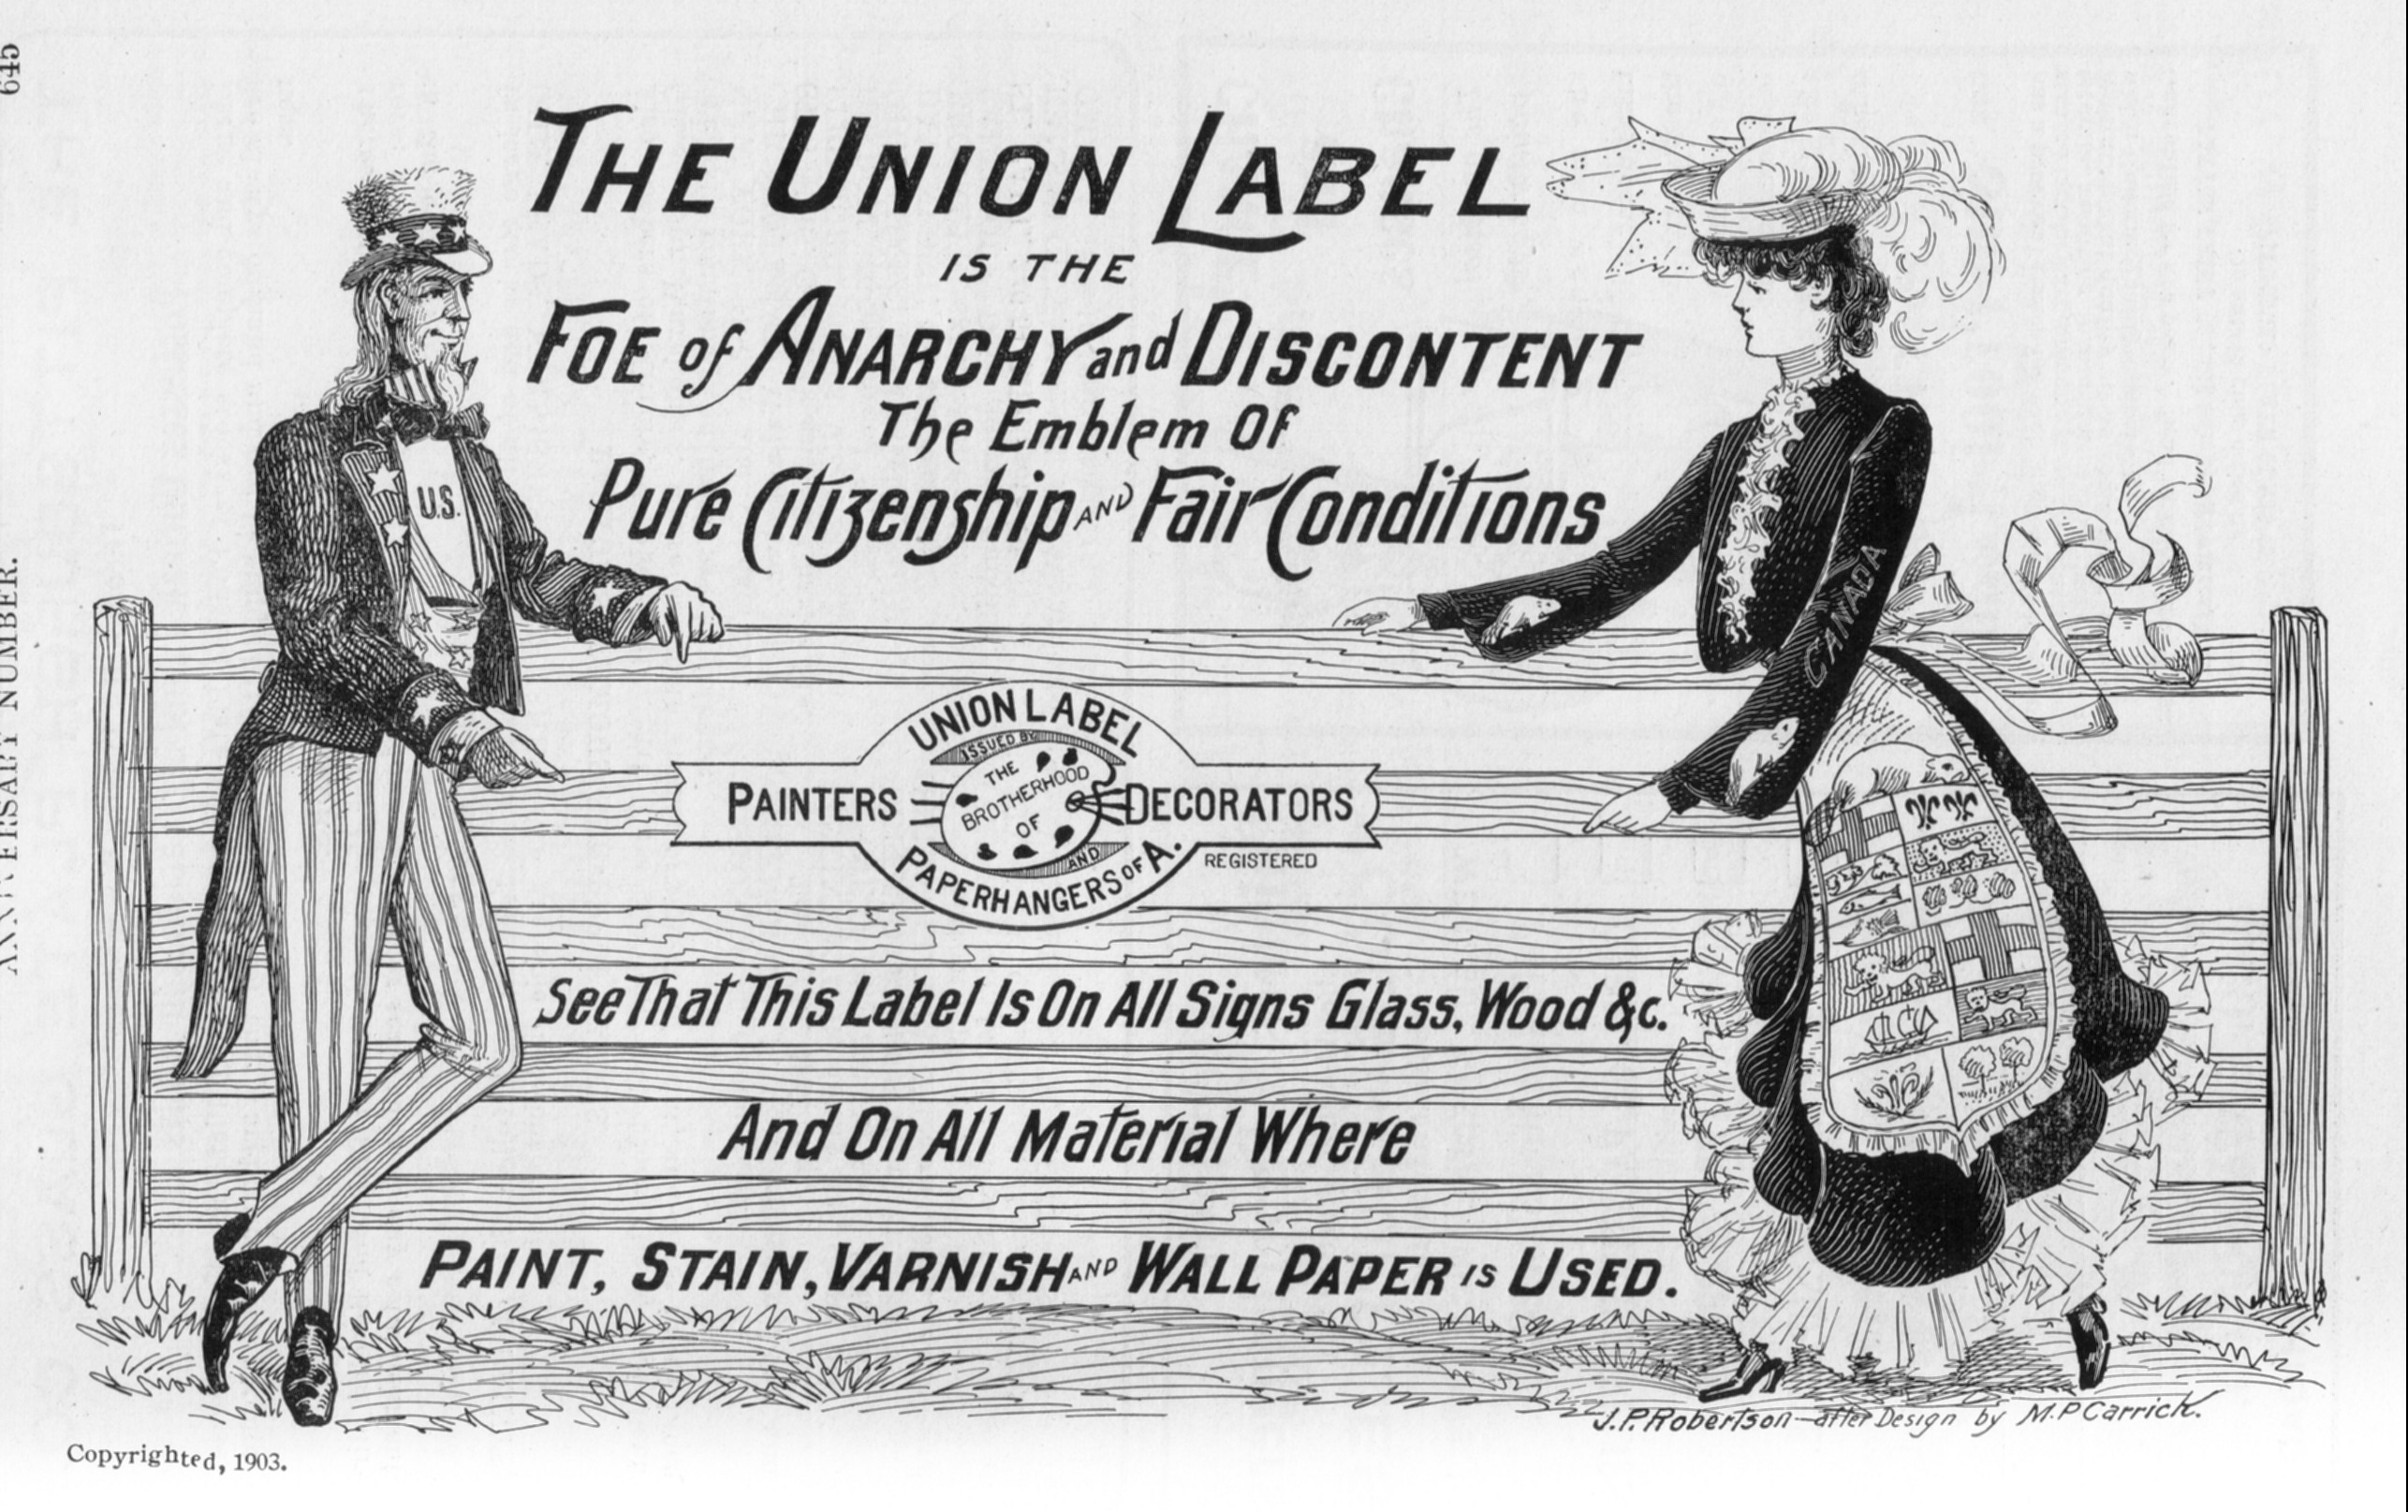 645
ANNIVERSARY NUMBER.
THE UNION LABEL
IS THE
FOE of ANARCHY and DISCONTENT
The Emblem Of
Pure Citizenship AND Fair Conditions
U.S.
CANADA
UNION LABEL
ISSUED BY
THE
BROTHERHOOD
OF
PAINTERS
DECORATORS
AND
PAPERHANGERS OF A.
REGISTERED
See That This Label Is On All Signs Glass, Wood &c.
And On All Material Where
PAINT, STAIN, VARNISH AND WALL PAPER IS USED.
J.P. Robertson—after Design by M.P Carrick.
Copyrighted, 1903.